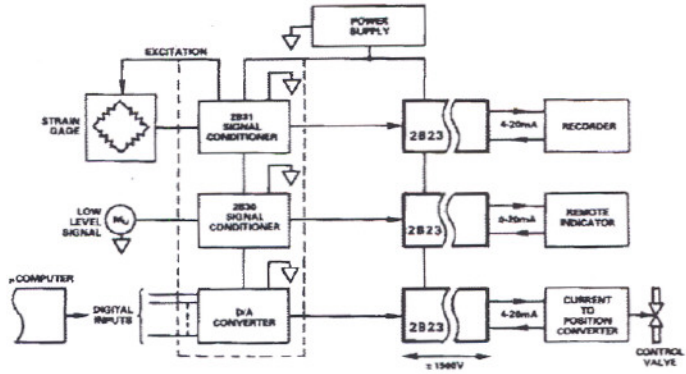 POWER
SUPPLY
EXCITATION
STRAIN
GAGE
2B31
SIGNAL
CONDITIONER
2B23
4-20mA
RECORDER
LOW
LEVEL
SIGNAL
2B30
SIGNAL
CONDITIONER
2B23
0-20mA
REMOTE
INDICATOR
μCOMPUTER
DIGITAL
INPUTS
D/A
CONVERTER
2B23
4-20mA
CURRENT
TO
POSITION
CONVERTER
CONTROL
VALVE
± 1500V